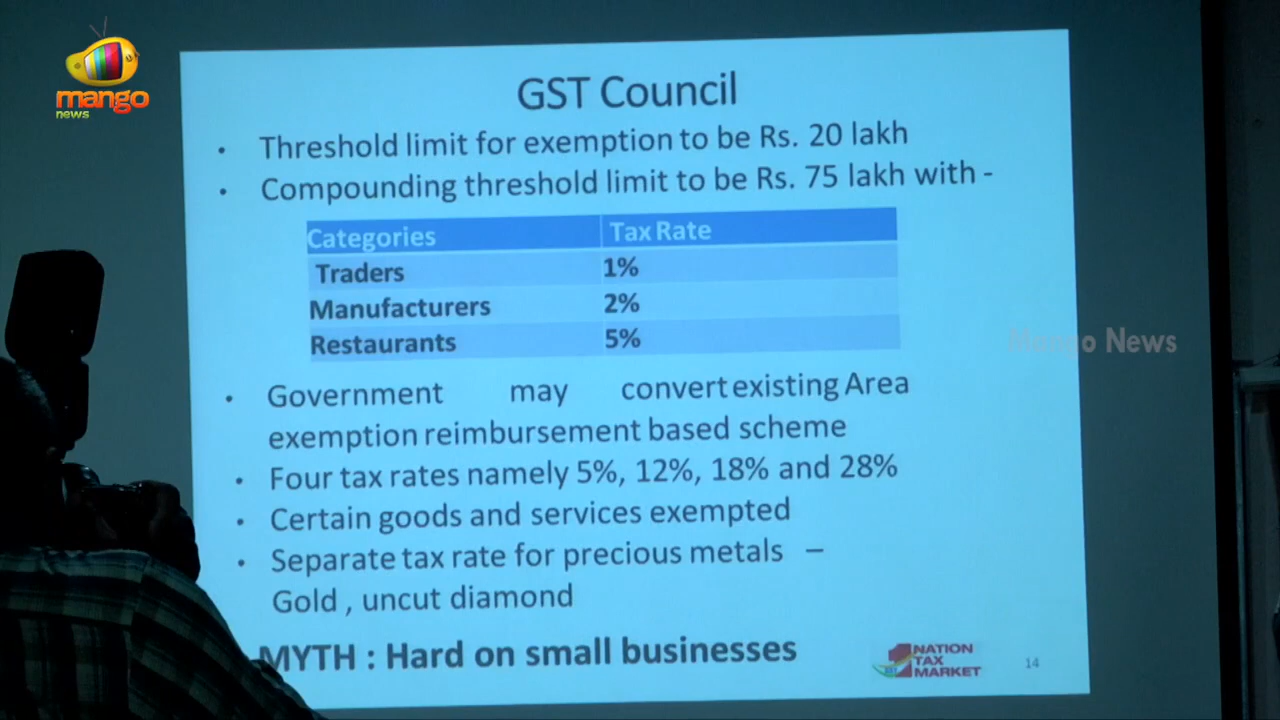 mango
news
GST Council
• Threshold limit for exemption to be Rs. 20 lakh
• Compounding threshold limit to be Rs. 75 lakh with -
Categories Tax Rate
Traders 1%
Manufacturers 2%
Restaurants 5%
Mango News
• Government may convert existing Area
exemption reimbursement based scheme
• Four tax rates namely 5%, 12%, 18% and 28%
• Certain goods and services exempted
• Separate tax rate for precious metals –
Gold , uncut diamond
MYTH : Hard on small businesses
1 NATION
TAX
MARKET
14